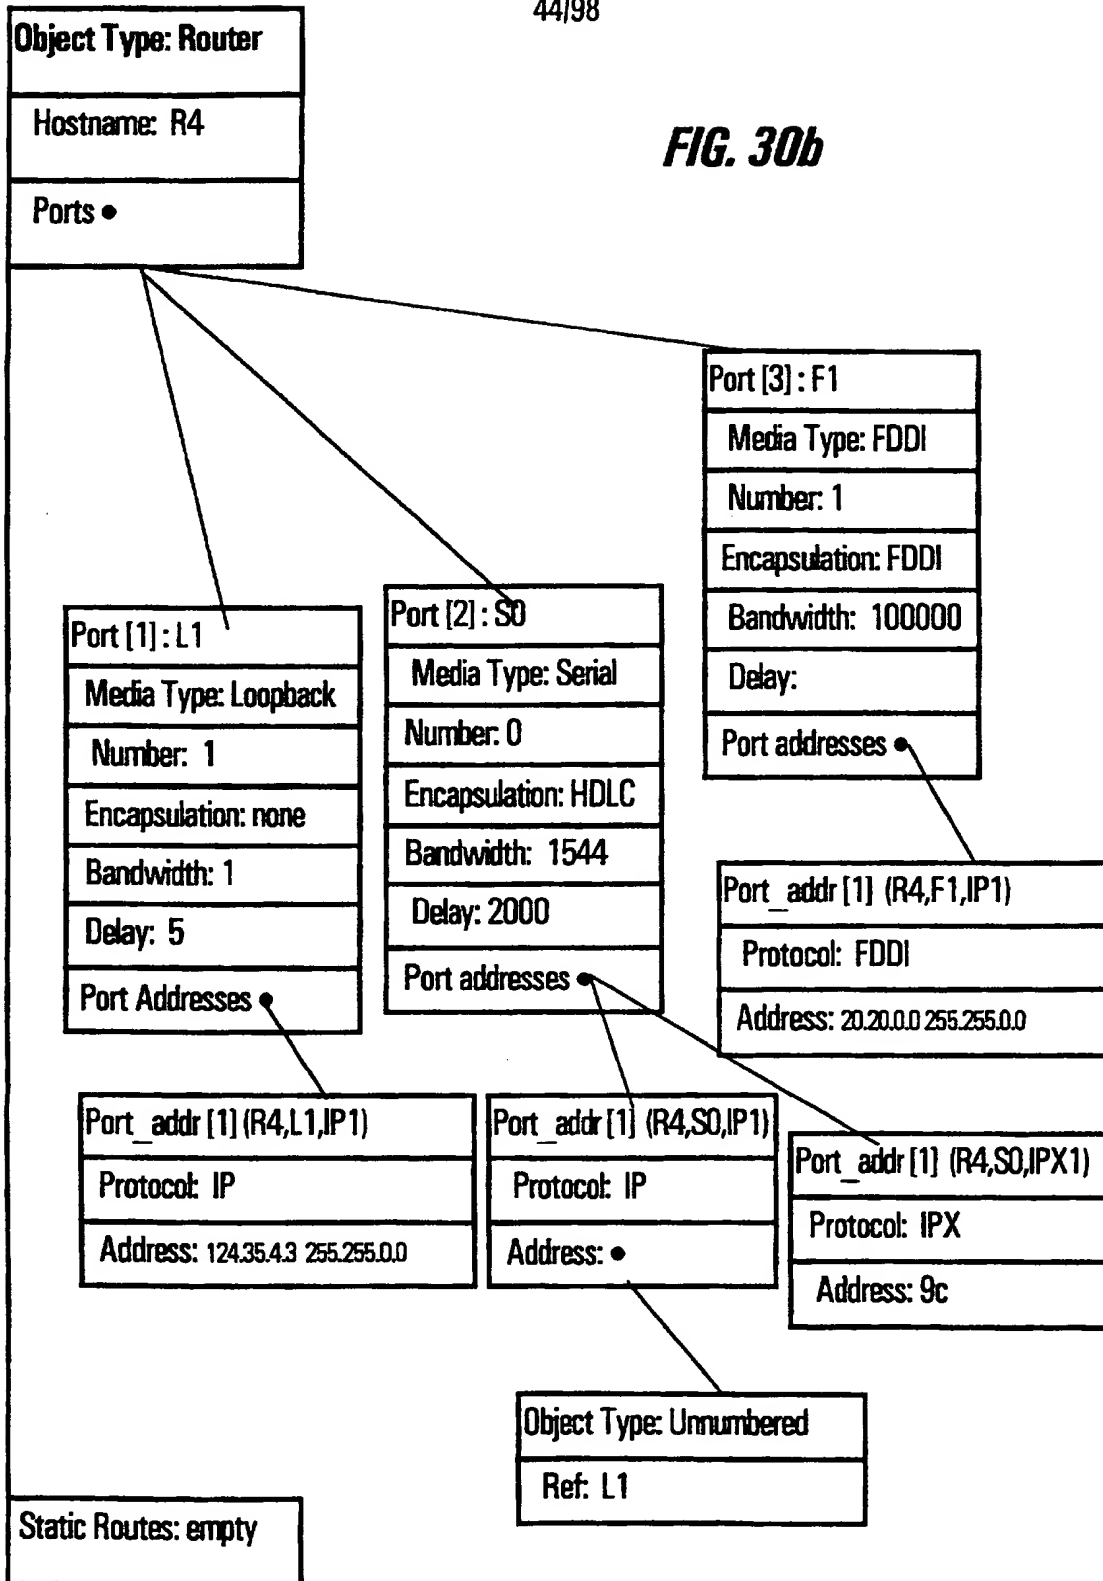 44/98
Object Type: Router
Hostname: R4
Ports
FIG. 30b
Port [3] : F1
Media Type: FDDI
Number: 1
Encapsulation: FDDI
Bandwidth: 100000
Delay:
Port addresses
Port [2] : S0
Media Type: Serial
Number: 0
Encapsulation: HDLC
Bandwidth: 1544
Delay: 2000
Port addresses
Port [1] : L1
Media Type: Loopback
Number: 1
Encapsulation: none
Bandwidth: 1
Delay: 5
Port Addresses
Port_addr [1] (R4,F1,IP1)
Protocol: FDDI
Address: 20.20.0.0 255.255.0.0
Port_addr [1] (R4,L1,IP1)
Protocol: IP
Address: 124.35.4.3 255.255.0.0
Port_addr [1] (R4,S0,IP1)
Protocol: IP
Address:
Port_addr [1] (R4,S0,IPX1)
Protocol: IPX
Address: 9c
Object Type: Unnumbered
Ref: L1
Static Routes: empty